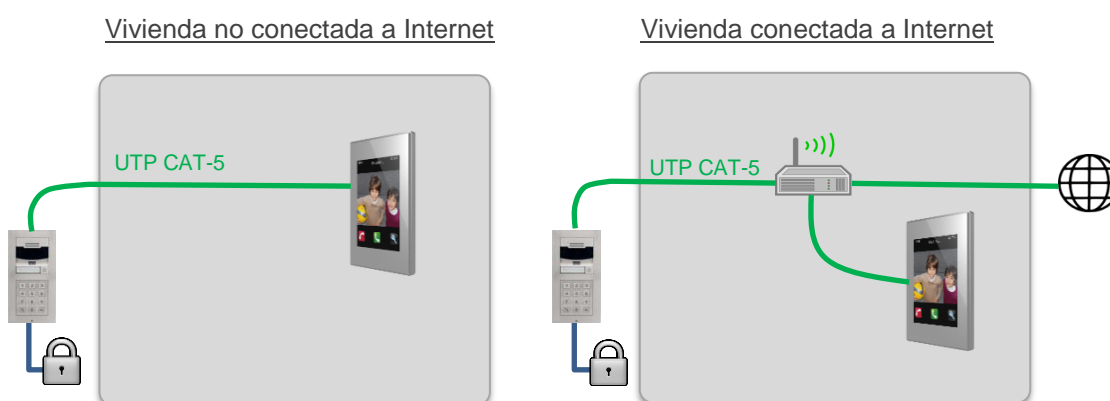 Vivienda no conectada a Internet
Vivienda conectada a Internet
UTP CAT-5
UTP CAT-5